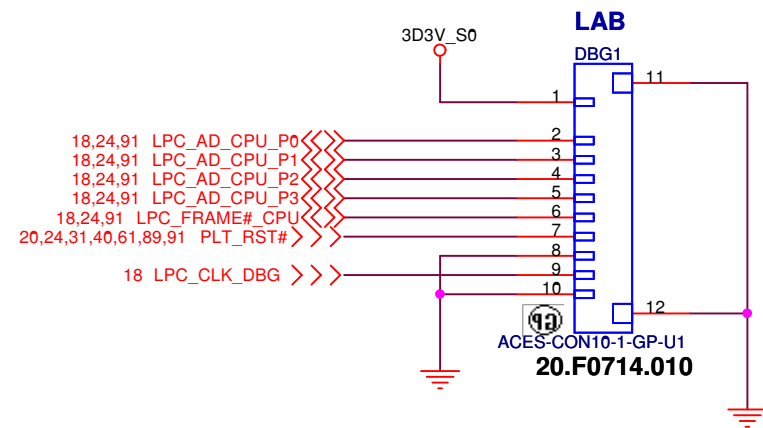 LAB
3D3V_S0
DBG1
11
1
18,24,91 LPC_AD_CPU_P0
2
18,24,91 LPC_AD_CPU_P1
3
18,24,91 LPC_AD_CPU_P2
4
18,24,91 LPC_AD_CPU_P3
5
18,24,91 LPC_FRAME#_CPU
6
20,24,31,40,61,89,91 PLT_RST#
7
8
18 LPC_CLK_DBG
9
10
12
GP
ACES-CON10-1-GP-U1
20.F0714.010